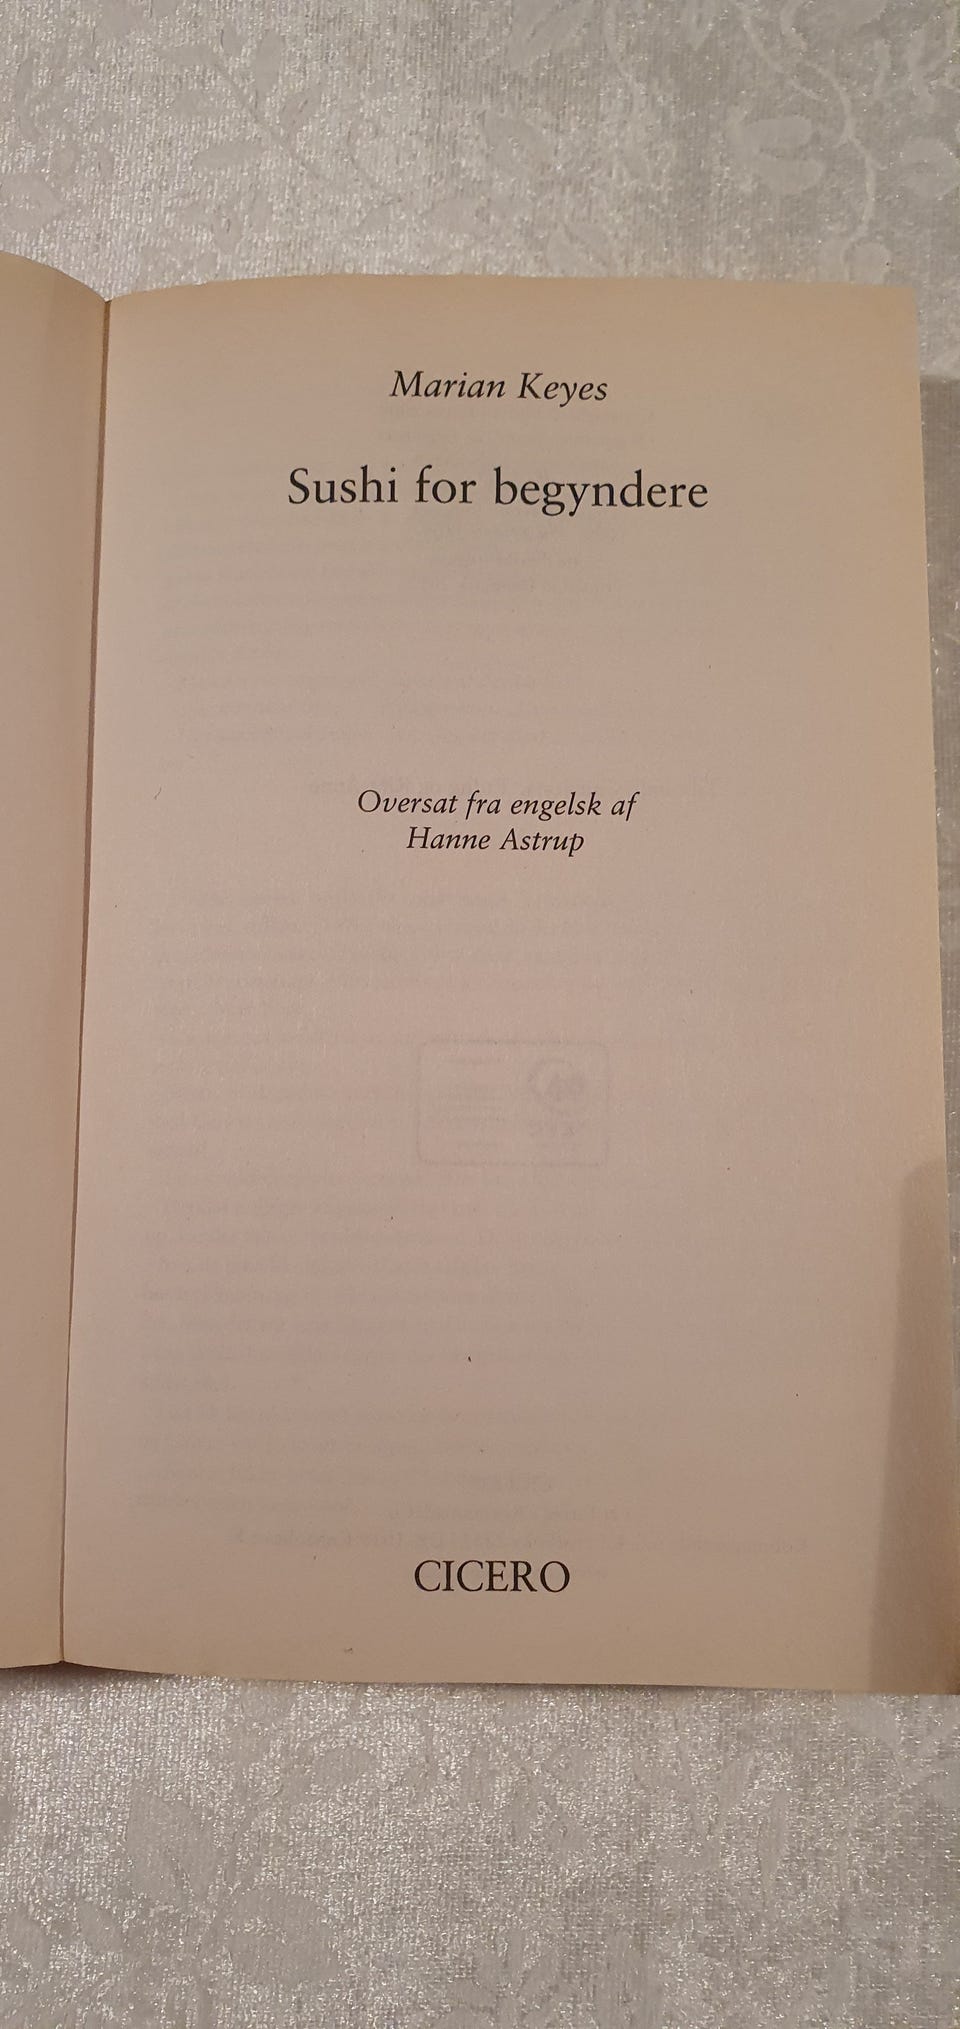 Marian Keyes
Sushi for begyndere
Oversat fra engelsk af
Hanne Astrup
CICERO